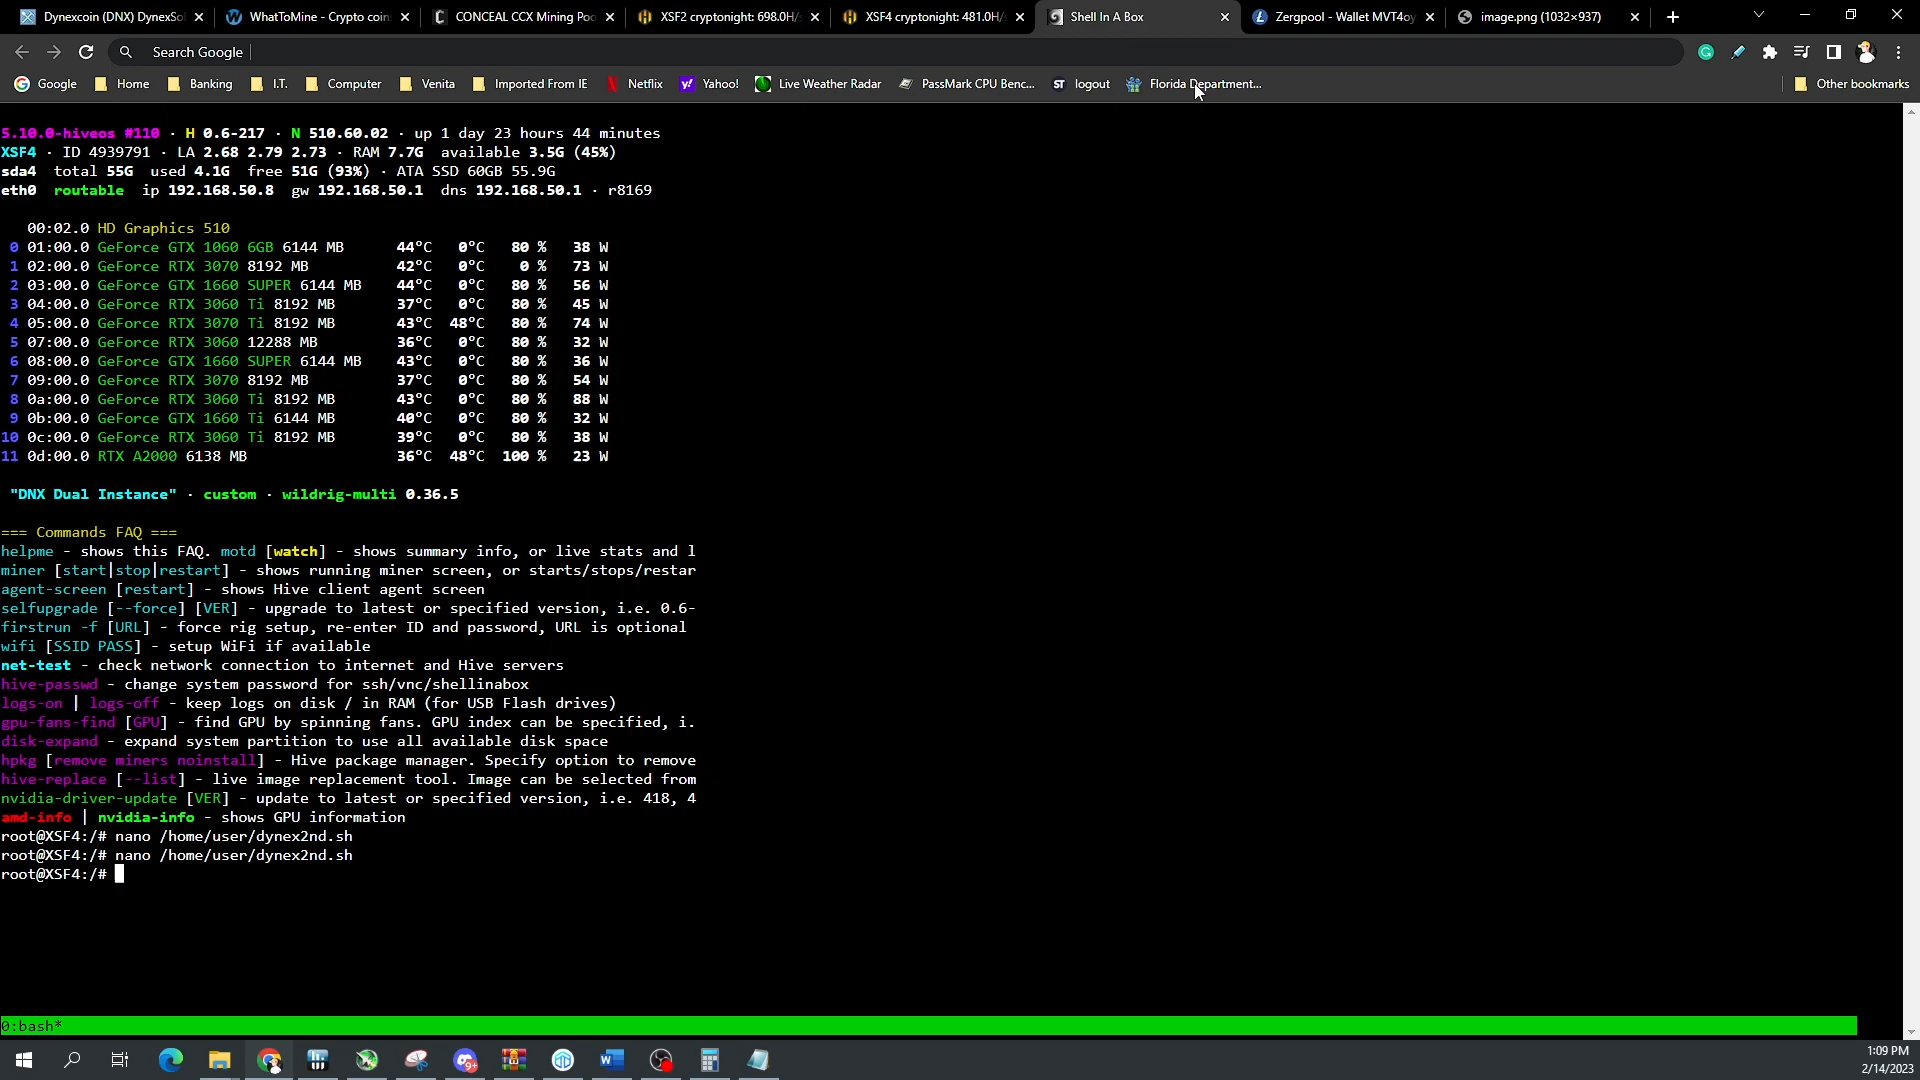 Dynexcoin (DNX) DynexSo
WhatToMine - Crypto coin
CONCEAL CCX Mining Poo
XSF2 cryptonight: 698.0H/
XSF4 cryptonight: 481.0H/
Shell In A Box
Zergpool - Wallet MVT4oy
image.png (1032×937)
Search Google
Google
Home
Banking
I.T.
Computer
Venita
Imported From IE
Netflix
Yahoo!
Live Weather Radar
PassMark CPU Benc...
ST logout
Florida Department...
Other bookmarks
5.10.0-hiveos #110 · H 0.6-217 · N 510.60.02 · up 1 day 23 hours 44 minutes
XSF4 · ID 4939791 · LA 2.68 2.79 2.73 · RAM 7.7G available 3.5G (45%)
sda4 total 55G used 4.1G free 51G (93%) · ATA SSD 60GB 55.9G
eth0 routable ip 192.168.50.8 gw 192.168.50.1 dns 192.168.50.1 · r8169
00:02.0 HD Graphics 510
0 01:00.0 GeForce GTX 1060 6GB 6144 MB 44°C 0°C 80 % 38 W
1 02:00.0 GeForce RTX 3070 8192 MB 42°C 0°C 0 % 73 W
2 03:00.0 GeForce GTX 1660 SUPER 6144 MB 44°C 0°C 80 % 56 W
3 04:00.0 GeForce RTX 3060 Ti 8192 MB 37°C 0°C 80 % 45 W
4 05:00.0 GeForce RTX 3070 Ti 8192 MB 43°C 48°C 80 % 74 W
5 07:00.0 GeForce RTX 3060 12288 MB 36°C 0°C 80 % 32 W
6 08:00.0 GeForce GTX 1660 SUPER 6144 MB 43°C 0°C 80 % 36 W
7 09:00.0 GeForce RTX 3070 8192 MB 37°C 0°C 80 % 54 W
8 0a:00.0 GeForce RTX 3060 Ti 8192 MB 43°C 0°C 80 % 88 W
9 0b:00.0 GeForce GTX 1660 Ti 6144 MB 40°C 0°C 80 % 32 W
10 0c:00.0 GeForce RTX 3060 Ti 8192 MB 39°C 0°C 80 % 38 W
11 0d:00.0 RTX A2000 6138 MB 36°C 48°C 100 % 23 W
"DNX Dual Instance" · custom · wildrig-multi 0.36.5
=== Commands FAQ ===
helpme - shows this FAQ. motd [watch] - shows summary info, or live stats and l
miner [start|stop|restart] - shows running miner screen, or starts/stops/restar
agent-screen [restart] - shows Hive client agent screen
selfupgrade [--force] [VER] - upgrade to latest or specified version, i.e. 0.6-
firstrun -f [URL] - force rig setup, re-enter ID and password, URL is optional
wifi [SSID PASS] - setup WiFi if available
net-test - check network connection to internet and Hive servers
hive-passwd - change system password for ssh/vnc/shellinabox
logs-on | logs-off - keep logs on disk / in RAM (for USB Flash drives)
gpu-fans-find [GPU] - find GPU by spinning fans. GPU index can be specified, i.
disk-expand - expand system partition to use all available disk space
hpkg [remove miners noinstall] - Hive package manager. Specify option to remove
hive-replace [--list] - live image replacement tool. Image can be selected from
nvidia-driver-update [VER] - update to latest or specified version, i.e. 418, 4
amd-info | nvidia-info - shows GPU information
root@XSF4:/# nano /home/user/dynex2nd.sh
root@XSF4:/# nano /home/user/dynex2nd.sh
root@XSF4:/#
0:bash*
1:09 PM
2/14/2023